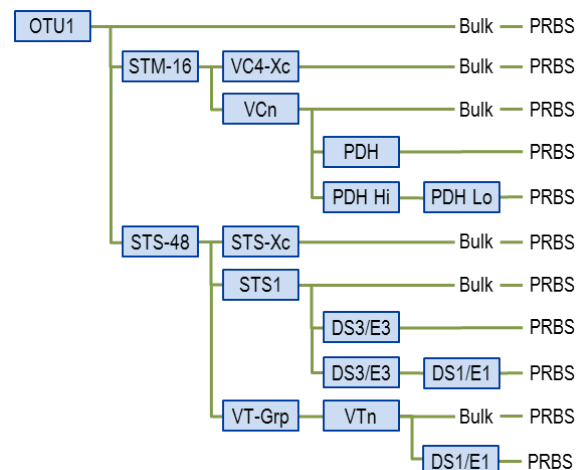 OTU1 Bulk PRBS
STM-16 VC4-Xc Bulk PRBS
VCn Bulk PRBS
PDH PRBS
PDH Hi PDH Lo PRBS
STS-48 STS-Xc Bulk PRBS
STS1 Bulk PRBS
DS3/E3 PRBS
DS3/E3 DS1/E1 PRBS
VT-Grp VTn Bulk PRBS
DS1/E1 PRBS